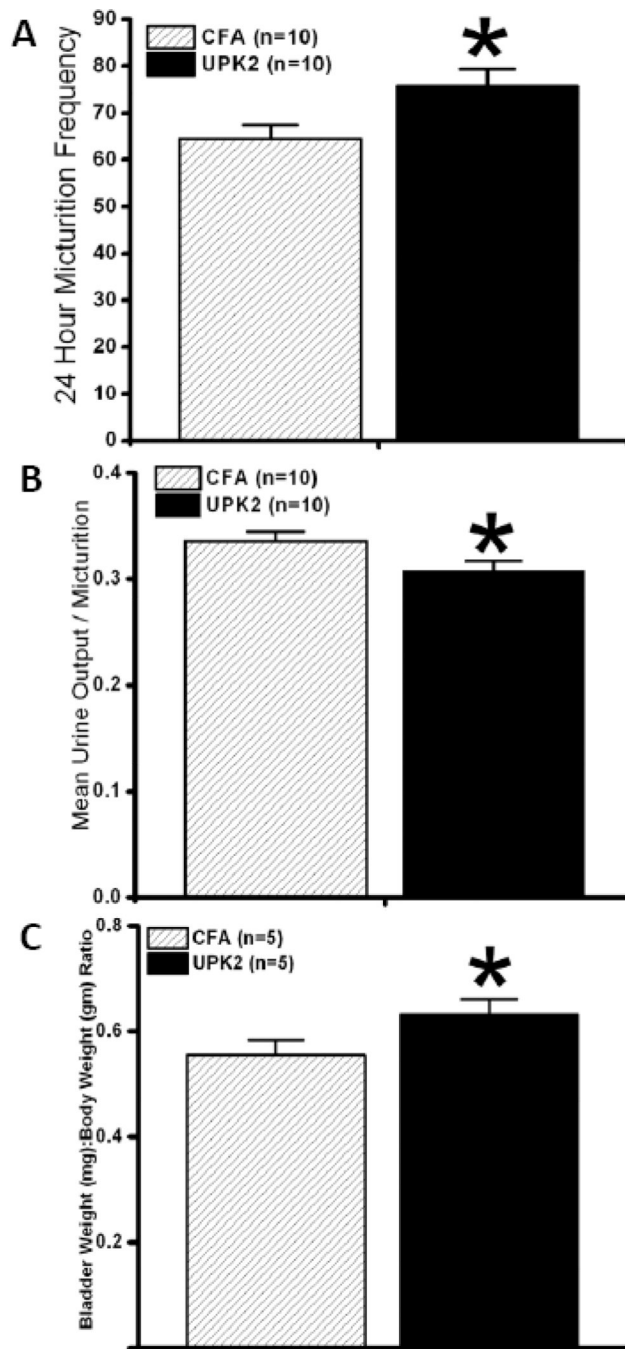 A
CFA (n=10)
UPK2 (n=10)
*
24 Hour Micturition Frequency
90
80
70
60
50
40
30
20
10
0
B
CFA (n=10)
UPK2 (n=10)
*
Mean Urine Output / Micturition
0.4
0.3
0.2
0.1
0.0
C
CFA (n=5)
UPK2 (n=5)
*
Bladder Weight (mg):Body Weight (gm) Ratio
0.8
0.6
0.4
0.2